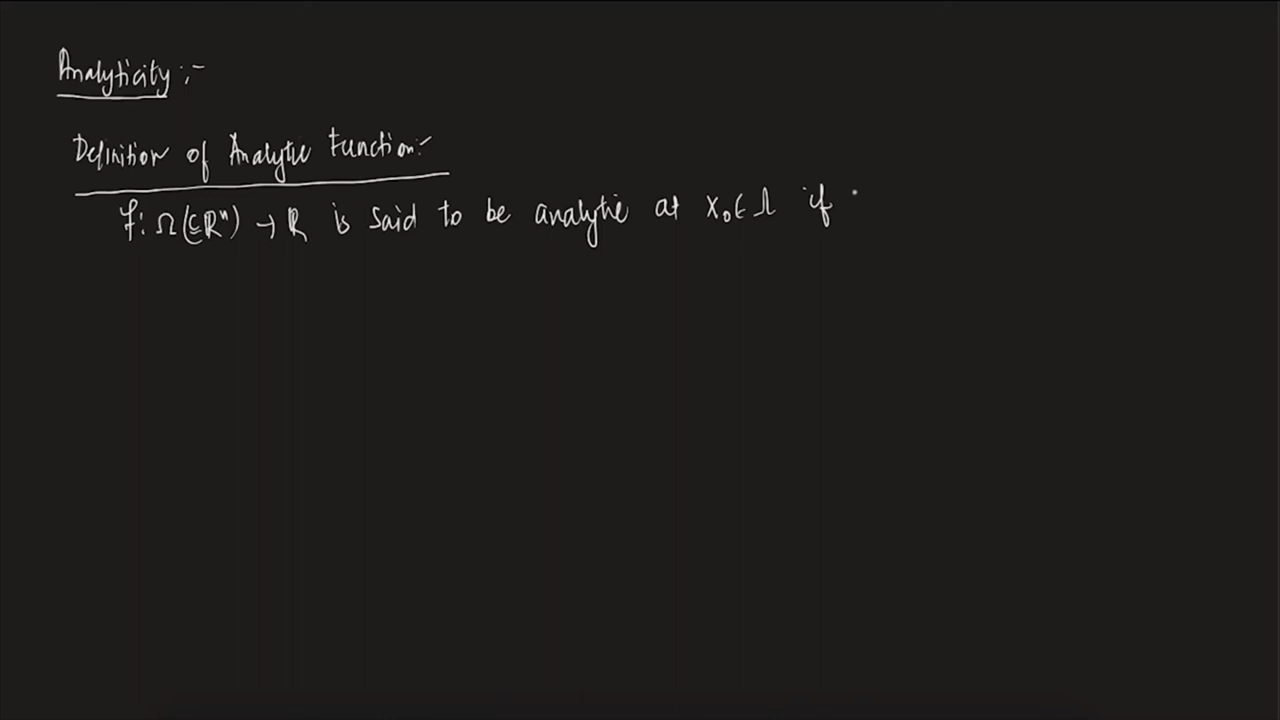 Analyticity :-
Definition of Analytic Function:-
f: Ω(⊆ℝⁿ) → ℝ is said to be analytic at x₀ ∈ Ω if